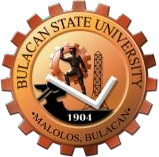 BULACAN STATE UNIVERSITY
1904
• MALOLOS, BULACAN •